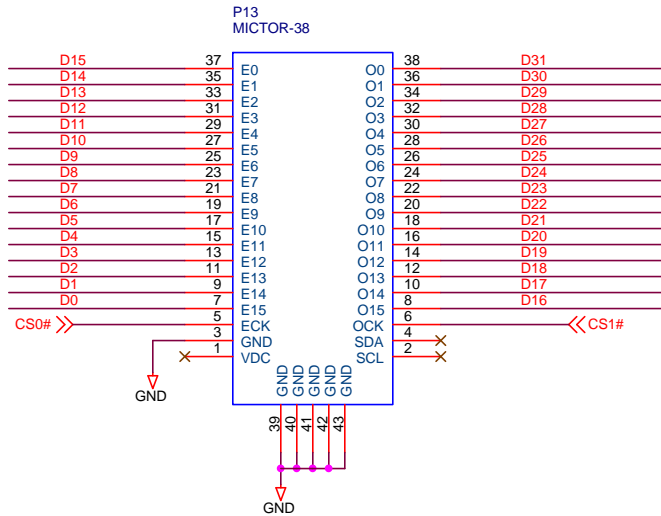 P13
MICTOR-38
D15 37 E0 O0 38 D31
D14 35 E1 O1 36 D30
D13 33 E2 O2 34 D29
D12 31 E3 O3 32 D28
D11 29 E4 O4 30 D27
D10 27 E5 O5 28 D26
D9 25 E6 O6 26 D25
D8 23 E7 O7 24 D24
D7 21 E8 O8 22 D23
D6 19 E9 O9 20 D22
D5 17 E10 O10 18 D21
D4 15 E11 O11 16 D20
D3 13 E12 O12 14 D19
D2 11 E13 O13 12 D18
D1 9 E14 O14 10 D17
D0 7 E15 O15 8 D16
CS0# 5 ECK OCK 6 CS1#
3 GND SDA 4
1 VDC SCL 2
GND GND GND GND GND
GND
39 40 41 42 43
GND